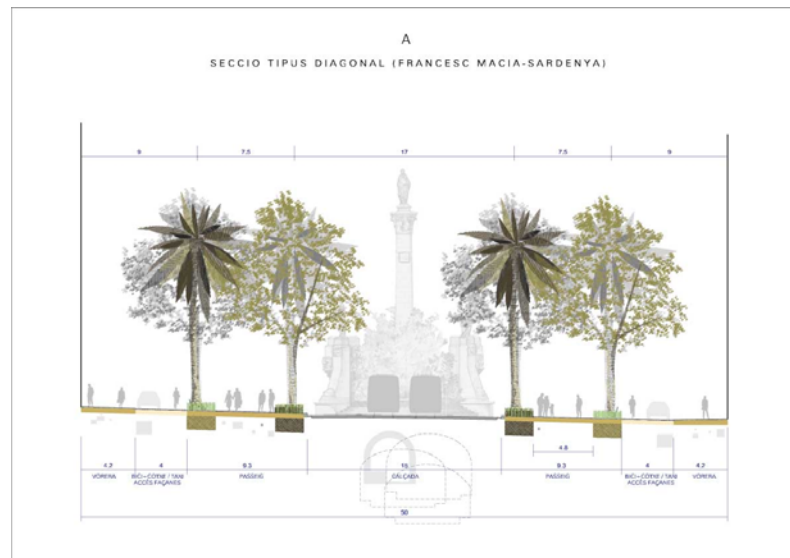 A
SECCIO TIPUS DIAGONAL (FRANCESC MACIA-SARDENYA)
9 7.5 17 7.5 9
4.8
4.2 4 9.3 15 9.3 4 4.2
VORERA BICI-COTXE / TAXI PASSEIG CALÇADA PASSEIG BICI-COTXE / TAXI VORERA
ACCÉS FAÇANES ACCÉS FAÇANES
50